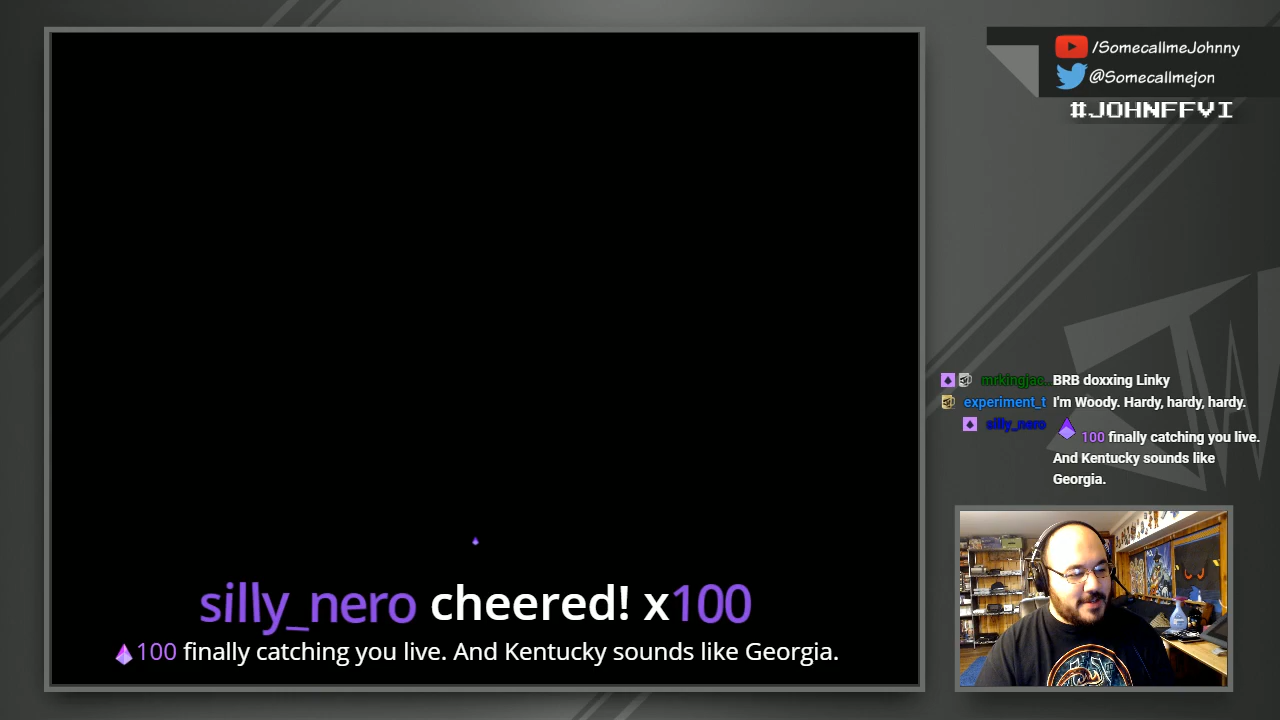 /SomecallmeJohnny
@Somecallmejon
#JOHNFFVI
mrkingjac... BRB doxxing Linky
experiment_t I'm Woody. Hardy, hardy, hardy.
silly_nero 100 finally catching you live.
And Kentucky sounds like
Georgia.
silly_nero cheered! x100
100 finally catching you live. And Kentucky sounds like Georgia.